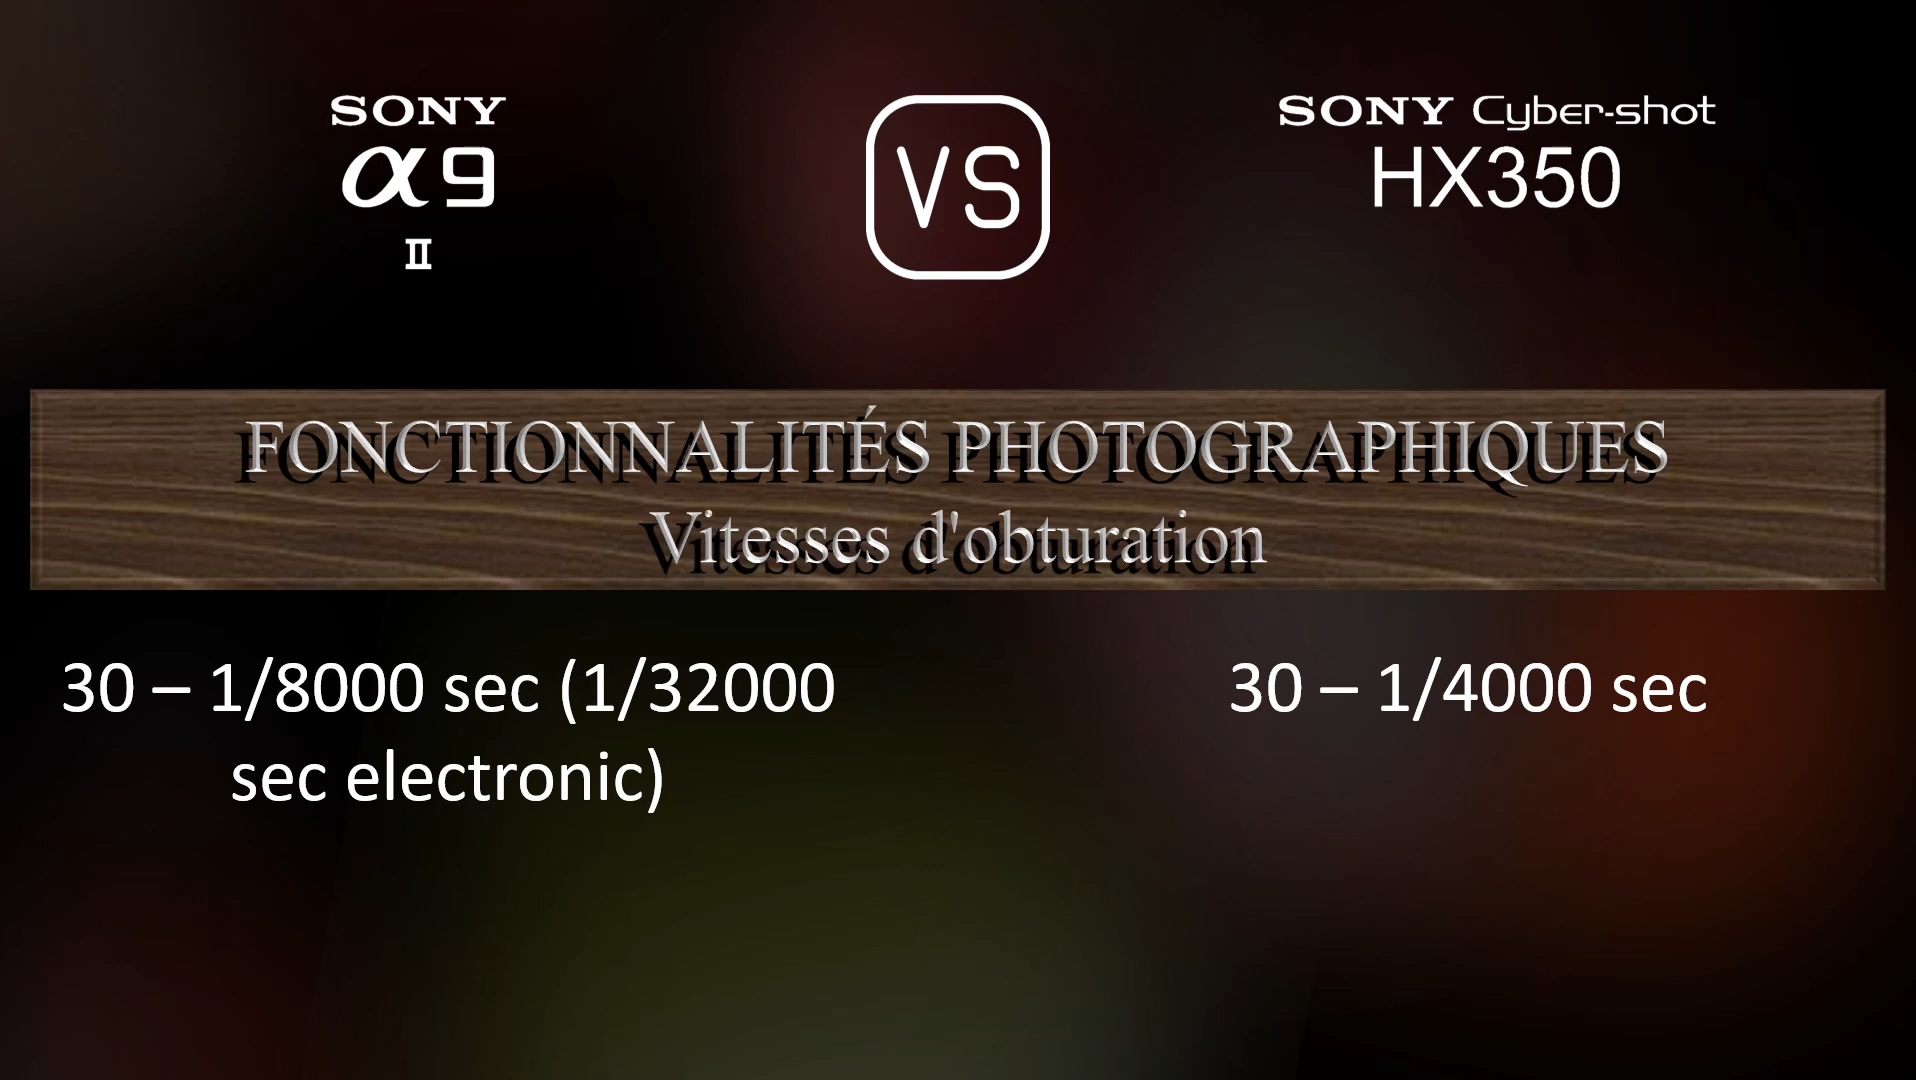 SONY
α9
II
VS
SONY Cyber-shot
HX350
FONCTIONNALITÉS PHOTOGRAPHIQUES
Vitesses d'obturation
30 – 1/8000 sec (1/32000
sec electronic)
30 – 1/4000 sec